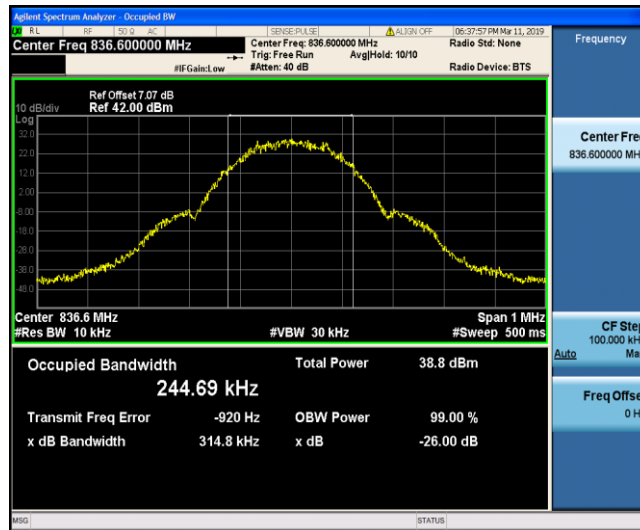 Agilent Spectrum Analyzer - Occupied BW
RL RF 50 Ω AC SENSE:PULSE ALIGN OFF 06:37:57 PM Mar 11, 2019
Center Freq 836.600000 MHz Center Freq: 836.600000 MHz Radio Std: None
Trig: Free Run Avg|Hold: 10/10
#IFGain:Low #Atten: 40 dB Radio Device: BTS
Frequency
Ref Offset 7.07 dB
10 dB/div Ref 42.00 dBm
Log
32.0
22.0
12.0
2.00
-8.00
-18.0
-28.0
-38.0
-48.0
Center 836.6 MHz Span 1 MHz
#Res BW 10 kHz #VBW 30 kHz #Sweep 500 ms
Occupied Bandwidth Total Power 38.8 dBm
244.69 kHz
Transmit Freq Error -920 Hz OBW Power 99.00 %
x dB Bandwidth 314.8 kHz x dB -26.00 dB
Center Fre
836.600000 MH
CF Step
100.000 kH
Auto Ma
Freq Offse
0 H
MSG STATUS